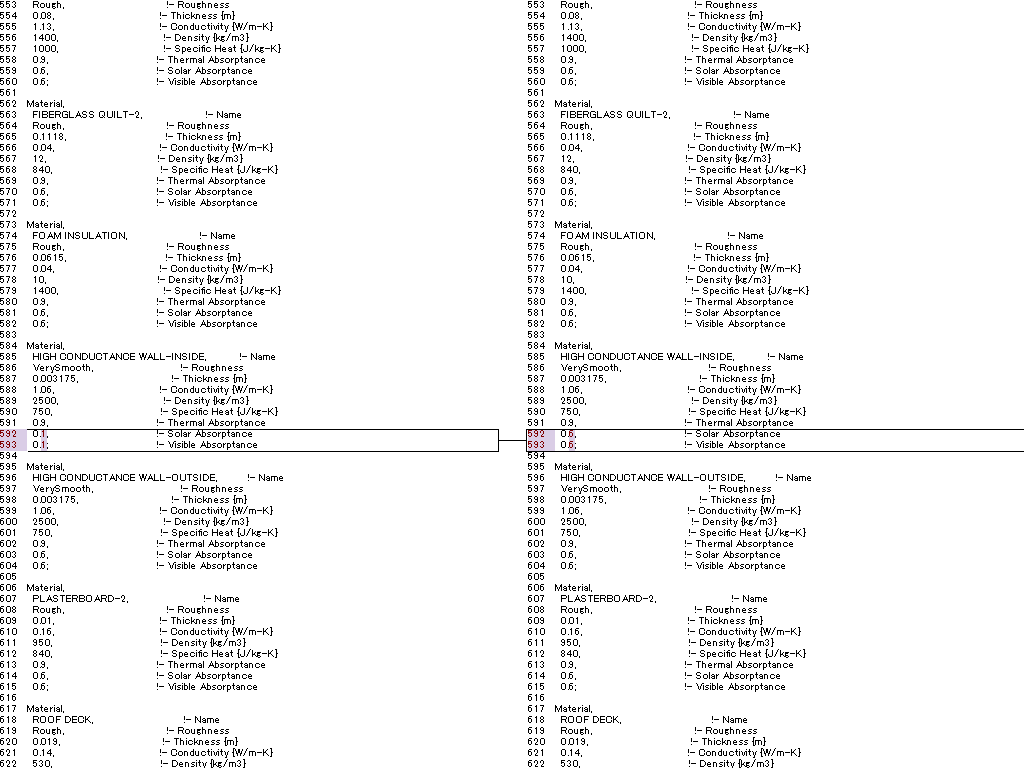 553 Rough, !- Roughness
554 0.08, !- Thickness {m}
555 1.13, !- Conductivity {W/m-K}
556 1400, !- Density {kg/m3}
557 1000, !- Specific Heat {J/kg-K}
558 0.9, !- Thermal Absorptance
559 0.6, !- Solar Absorptance
560 0.6; !- Visible Absorptance
561
562 Material,
563 FIBERGLASS QUILT-2, !- Name
564 Rough, !- Roughness
565 0.1118, !- Thickness {m}
566 0.04, !- Conductivity {W/m-K}
567 12, !- Density {kg/m3}
568 840, !- Specific Heat {J/kg-K}
569 0.9, !- Thermal Absorptance
570 0.6, !- Solar Absorptance
571 0.6; !- Visible Absorptance
572
573 Material,
574 FOAM INSULATION, !- Name
575 Rough, !- Roughness
576 0.0615, !- Thickness {m}
577 0.04, !- Conductivity {W/m-K}
578 10, !- Density {kg/m3}
579 1400, !- Specific Heat {J/kg-K}
580 0.9, !- Thermal Absorptance
581 0.6, !- Solar Absorptance
582 0.6; !- Visible Absorptance
583
584 Material,
585 HIGH CONDUCTANCE WALL-INSIDE, !- Name
586 VerySmooth, !- Roughness
587 0.003175, !- Thickness {m}
588 1.06, !- Conductivity {W/m-K}
589 2500, !- Density {kg/m3}
590 750, !- Specific Heat {J/kg-K}
591 0.9, !- Thermal Absorptance
592 0.1, !- Solar Absorptance
593 0.1; !- Visible Absorptance
594
595 Material,
596 HIGH CONDUCTANCE WALL-OUTSIDE, !- Name
597 VerySmooth, !- Roughness
598 0.003175, !- Thickness {m}
599 1.06, !- Conductivity {W/m-K}
600 2500, !- Density {kg/m3}
601 750, !- Specific Heat {J/kg-K}
602 0.9, !- Thermal Absorptance
603 0.6, !- Solar Absorptance
604 0.6; !- Visible Absorptance
605
606 Material,
607 PLASTERBOARD-2, !- Name
608 Rough, !- Roughness
609 0.01, !- Thickness {m}
610 0.16, !- Conductivity {W/m-K}
611 950, !- Density {kg/m3}
612 840, !- Specific Heat {J/kg-K}
613 0.9, !- Thermal Absorptance
614 0.6, !- Solar Absorptance
615 0.6; !- Visible Absorptance
616
617 Material,
618 ROOF DECK, !- Name
619 Rough, !- Roughness
620 0.019, !- Thickness {m}
621 0.14, !- Conductivity {W/m-K}
622 530, !- Density {kg/m3}
553 Rough, !- Roughness
554 0.08, !- Thickness {m}
555 1.13, !- Conductivity {W/m-K}
556 1400, !- Density {kg/m3}
557 1000, !- Specific Heat {J/kg-K}
558 0.9, !- Thermal Absorptance
559 0.6, !- Solar Absorptance
560 0.6; !- Visible Absorptance
561
562 Material,
563 FIBERGLASS QUILT-2, !- Name
564 Rough, !- Roughness
565 0.1118, !- Thickness {m}
566 0.04, !- Conductivity {W/m-K}
567 12, !- Density {kg/m3}
568 840, !- Specific Heat {J/kg-K}
569 0.9, !- Thermal Absorptance
570 0.6, !- Solar Absorptance
571 0.6; !- Visible Absorptance
572
573 Material,
574 FOAM INSULATION, !- Name
575 Rough, !- Roughness
576 0.0615, !- Thickness {m}
577 0.04, !- Conductivity {W/m-K}
578 10, !- Density {kg/m3}
579 1400, !- Specific Heat {J/kg-K}
580 0.9, !- Thermal Absorptance
581 0.6, !- Solar Absorptance
582 0.6; !- Visible Absorptance
583
584 Material,
585 HIGH CONDUCTANCE WALL-INSIDE, !- Name
586 VerySmooth, !- Roughness
587 0.003175, !- Thickness {m}
588 1.06, !- Conductivity {W/m-K}
589 2500, !- Density {kg/m3}
590 750, !- Specific Heat {J/kg-K}
591 0.9, !- Thermal Absorptance
592 0.6, !- Solar Absorptance
593 0.6; !- Visible Absorptance
594
595 Material,
596 HIGH CONDUCTANCE WALL-OUTSIDE, !- Name
597 VerySmooth, !- Roughness
598 0.003175, !- Thickness {m}
599 1.06, !- Conductivity {W/m-K}
600 2500, !- Density {kg/m3}
601 750, !- Specific Heat {J/kg-K}
602 0.9, !- Thermal Absorptance
603 0.6, !- Solar Absorptance
604 0.6; !- Visible Absorptance
605
606 Material,
607 PLASTERBOARD-2, !- Name
608 Rough, !- Roughness
609 0.01, !- Thickness {m}
610 0.16, !- Conductivity {W/m-K}
611 950, !- Density {kg/m3}
612 840, !- Specific Heat {J/kg-K}
613 0.9, !- Thermal Absorptance
614 0.6, !- Solar Absorptance
615 0.6; !- Visible Absorptance
616
617 Material,
618 ROOF DECK, !- Name
619 Rough, !- Roughness
620 0.019, !- Thickness {m}
621 0.14, !- Conductivity {W/m-K}
622 530, !- Density {kg/m3}